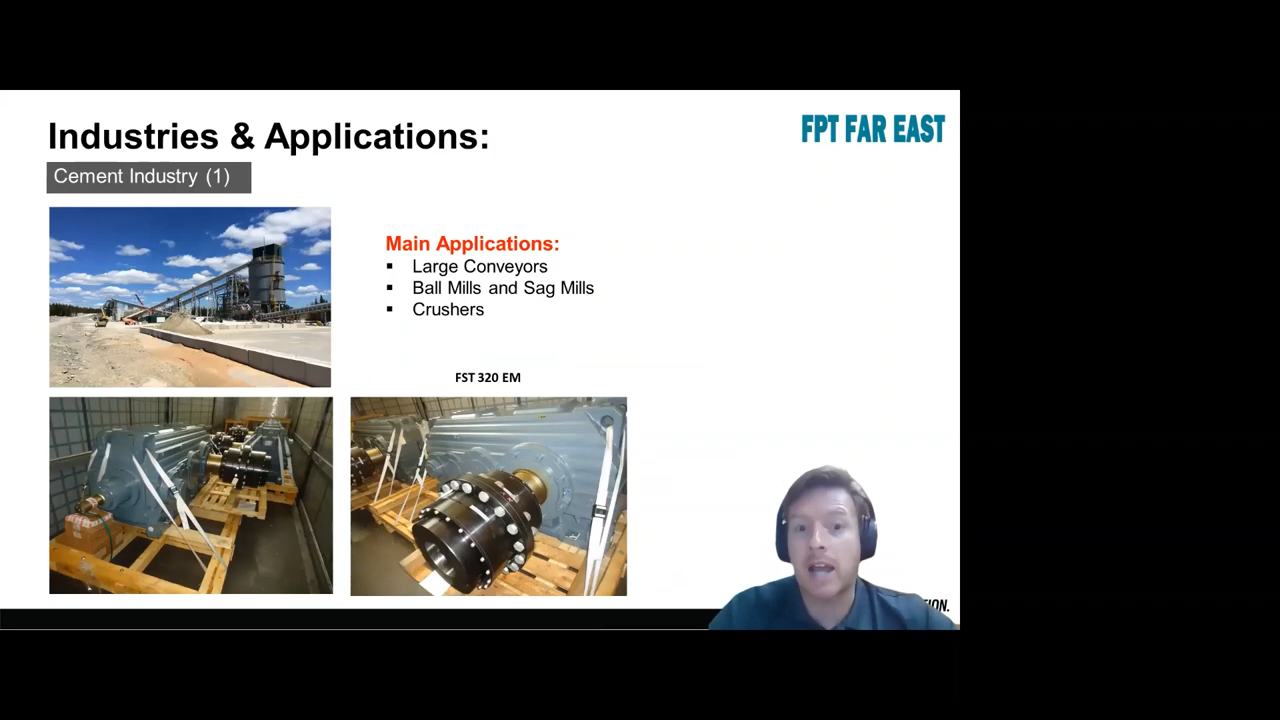 Industries & Applications:
FPT FAR EAST
Cement Industry (1)
Main Applications:
▪ Large Conveyors
▪ Ball Mills and Sag Mills
▪ Crushers
FST 320 EM